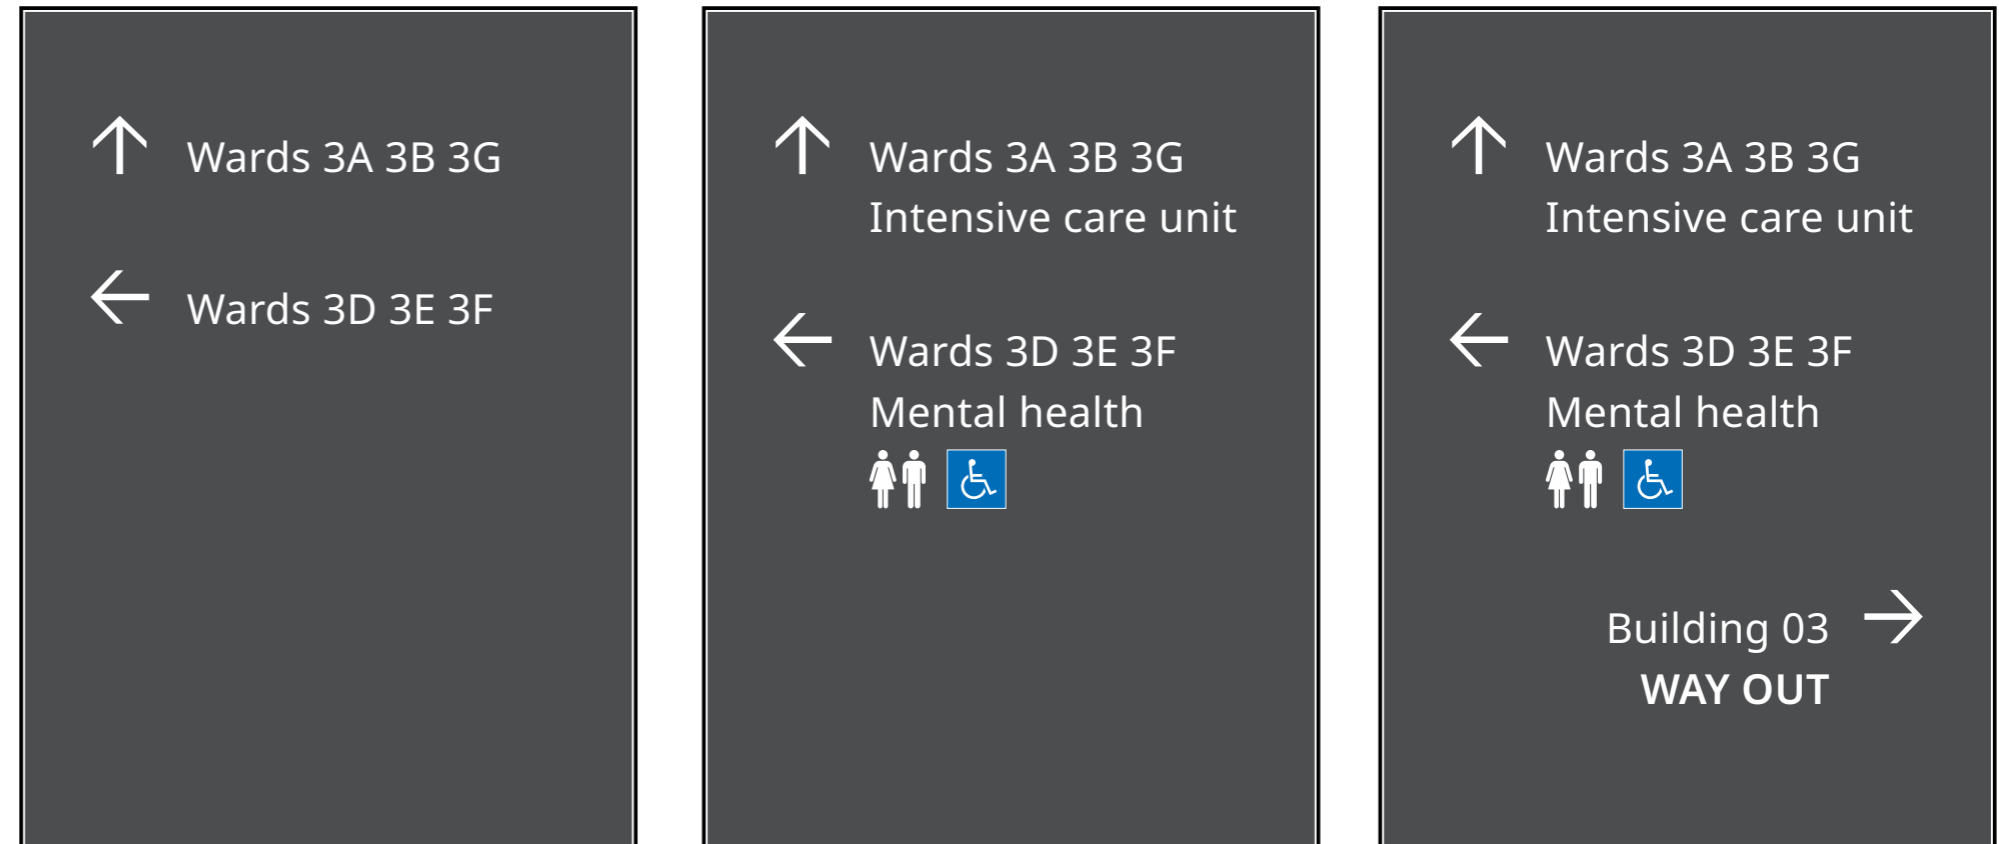 Wards 3A 3B 3G
Wards 3D 3E 3F
Wards 3A 3B 3G
Intensive care unit
Wards 3D 3E 3F
Mental health
Wards 3A 3B 3G
Intensive care unit
Wards 3D 3E 3F
Mental health
Building 03
WAY OUT